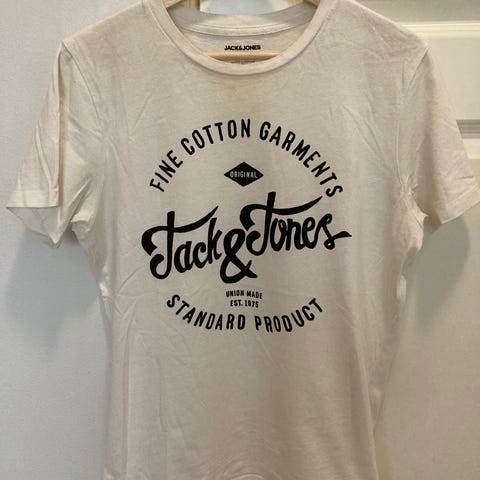 JACK&JONES
FINE COTTON GARMENTS
ORIGINAL
Jack&Jones
UNION MADE
EST. 1975
STANDARD PRODUCT